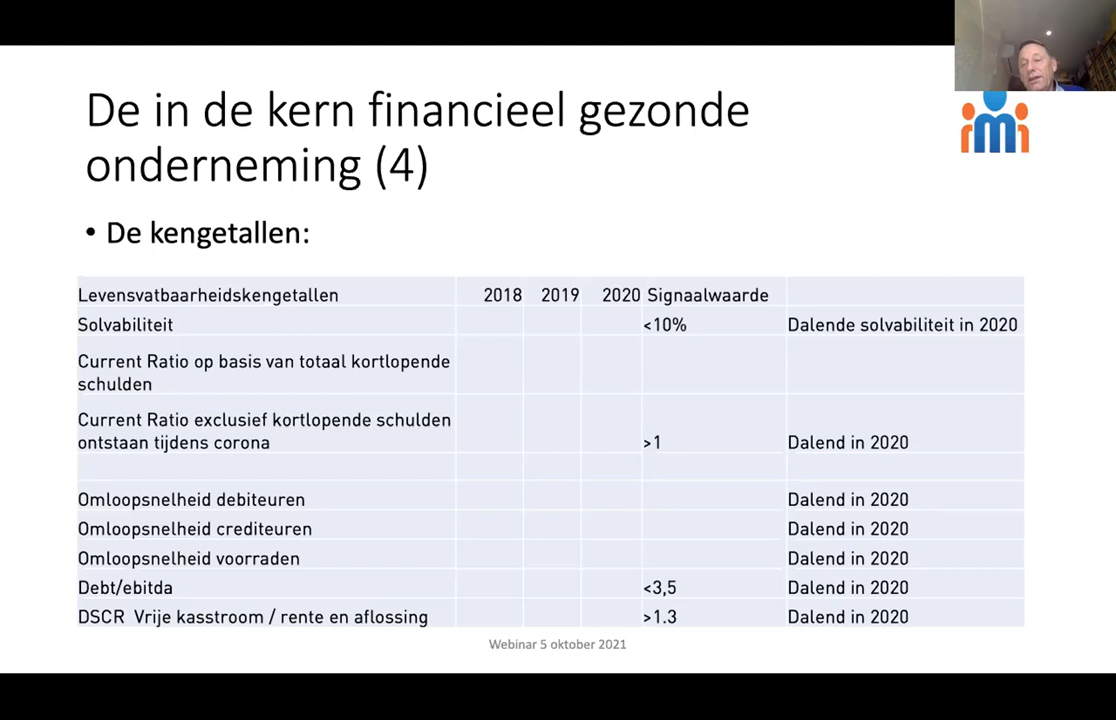 De in de kern financieel gezonde
onderneming (4)
• De kengetallen:
Levensvatbaarheidskengetallen 2018 2019 2020 Signaalwaarde
Solvabiliteit <10% Dalende solvabiliteit in 2020
Current Ratio op basis van totaal kortlopende
schulden
Current Ratio exclusief kortlopende schulden
ontstaan tijdens corona >1 Dalend in 2020
Omloopsnelheid debiteuren Dalend in 2020
Omloopsnelheid crediteuren Dalend in 2020
Omloopsnelheid voorraden Dalend in 2020
Debt/ebitda <3,5 Dalend in 2020
DSCR Vrije kasstroom / rente en aflossing >1.3 Dalend in 2020
Webinar 5 oktober 2021